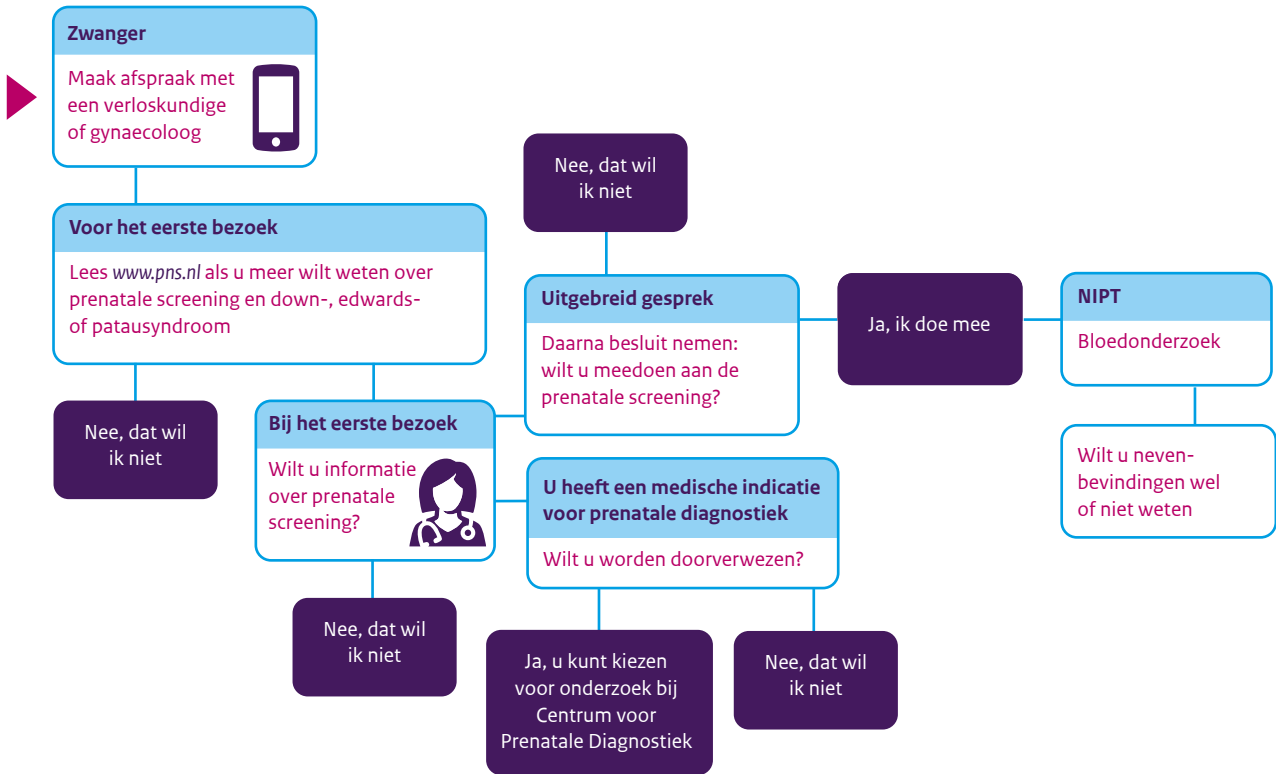 Zwanger
Maak afspraak met
een verloskundige
of gynaecoloog
Voor het eerste bezoek
Lees www.pns.nl als u meer wilt weten over
prenatale screening en down-, edwards-
of patausyndroom
Nee, dat wil
ik niet
Bij het eerste bezoek
Wilt u informatie
over prenatale
screening?
Nee, dat wil
ik niet
Nee, dat wil
ik niet
Uitgebreid gesprek
Daarna besluit nemen:
wilt u meedoen aan de
prenatale screening?
Ja, ik doe mee
NIPT
Bloedonderzoek
Wilt u neven-
bevindingen wel
of niet weten
U heeft een medische indicatie
voor prenatale diagnostiek
Wilt u worden doorverwezen?
Ja, u kunt kiezen
voor onderzoek bij
Centrum voor
Prenatale Diagnostiek
Nee, dat wil
ik niet